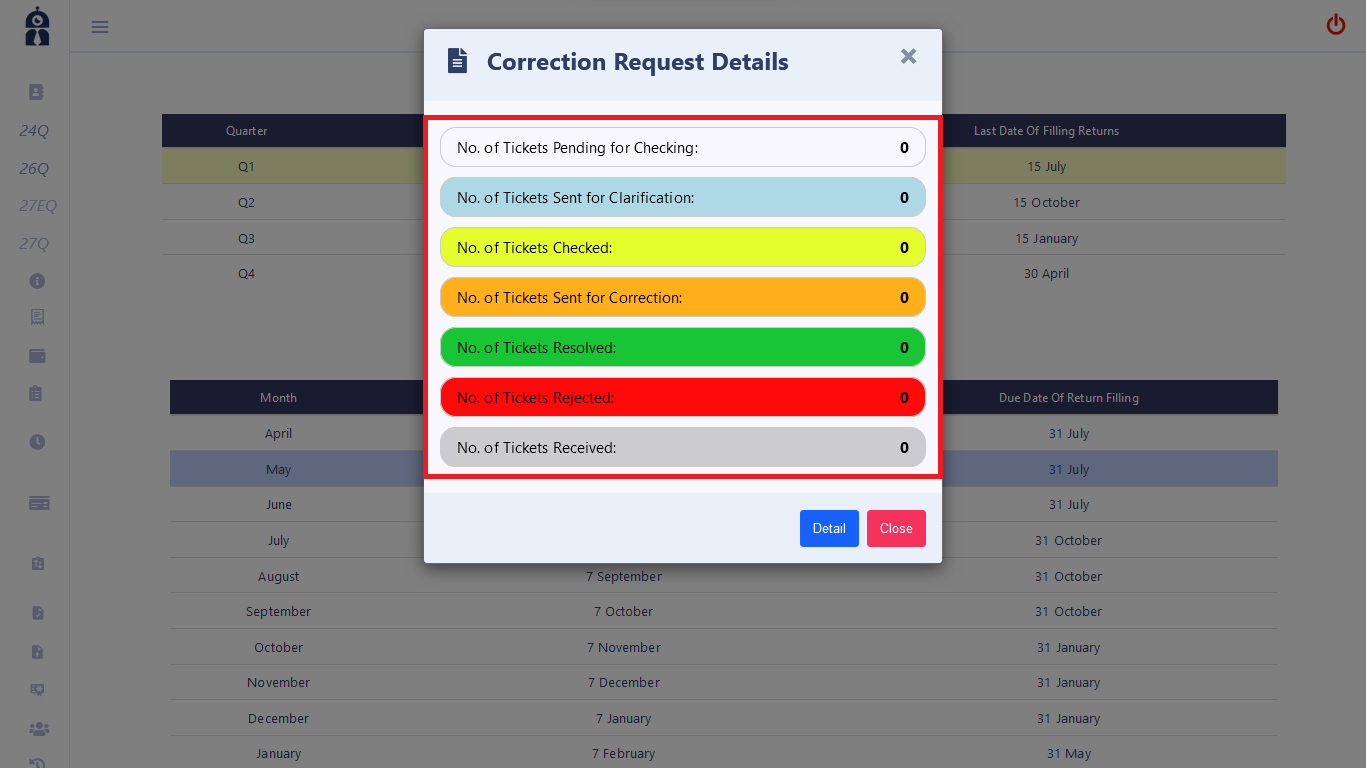 Correction Request Details
×
No. of Tickets Pending for Checking: 0
No. of Tickets Sent for Clarification: 0
No. of Tickets Checked: 0
No. of Tickets Sent for Correction: 0
No. of Tickets Resolved: 0
No. of Tickets Rejected: 0
No. of Tickets Received: 0
Detail Close
24Q
26Q
27EQ
27Q
Quarter Last Date Of Filling Returns
Q1 15 July
Q2 15 October
Q3 15 January
Q4 30 April
Month Due Date Of Return Filling
April 31 July
May 31 July
June 31 July
July 31 October
August 7 September 31 October
September 7 October 31 October
October 7 November 31 January
November 7 December 31 January
December 7 January 31 January
January 7 February 31 May